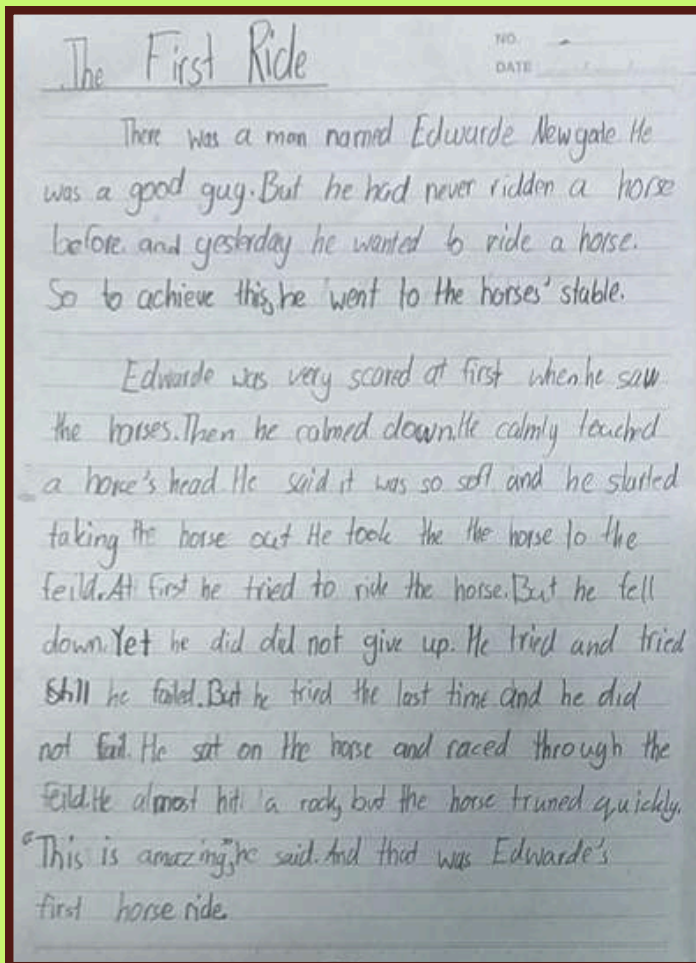 The First Ride
NO.
DATE
There was a man named Edwarde Newgate He
was a good guy. But he had never ridden a horse
before and yesterday he wanted to ride a horse.
So to achieve this, he went to the horses' stable.
Edwarde was very scared at first when he saw
the horses. Then he calmed down. He calmly touched
a horse's head. He said it was so soft and he started
taking the horse out He took the the horse to the
feild. At first he tried to ride the horse. But he fell
down. Yet he did did not give up. He tried and tried
Still he failed. But he tried the last time and he did
not fail. He sat on the horse and raced through the
feild. He almost hit a rock, but the horse truned quickly.
"This is amazing", he said. And that was Edwarde's
first horse ride.